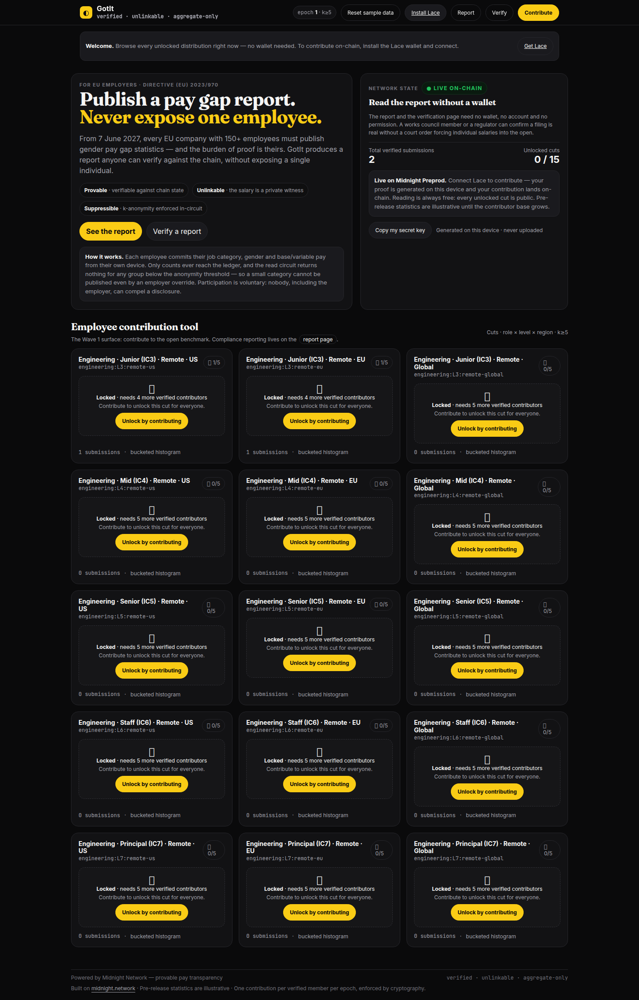 GotIt
verified · unlinkable · aggregate-only
epoch 1 · k≥5
Reset sample data
Install Lace
Report
Verify
Contribute
Welcome. Browse every unlocked distribution right now — no wallet needed. To contribute on-chain, install the Lace wallet and connect.
Get Lace
FOR EU EMPLOYERS · DIRECTIVE (EU) 2023/970
Publish a pay gap report.
Never expose one employee.
From 7 June 2027, every EU company with 150+ employees must publish
gender pay gap statistics — and the burden of proof is theirs. GotIt produces a
report anyone can verify against the chain, without exposing a single
individual.
Provable · verifiable against chain state
Unlinkable · the salary is a private witness
Suppressible · k-anonymity enforced in-circuit
See the report
Verify a report
How it works. Each employee commits their job category, gender and base/variable pay
from their own device. Only counts ever reach the ledger, and the read circuit returns
nothing for any group below the anonymity threshold — so a small category cannot be
published even by an employer override. Participation is voluntary: nobody, including the
employer, can compel a disclosure.
NETWORK STATE
LIVE ON-CHAIN
Read the report without a wallet
The report and the verification page need no wallet, no account and no
permission. A works council member or a regulator can confirm a filing is
real without a court order forcing individual salaries into the open.
Total verified submissions
2
Unlocked cuts
0 / 15
Live on Midnight Preprod. Connect Lace to contribute — your
proof is generated on this device and your contribution lands on-
chain. Reading is always free: every unlocked cut is public. Pre-
release statistics are illustrative until the contributor base grows.
Copy my secret key
Generated on this device · never uploaded
Employee contribution tool
The Wave 1 surface: contribute to the open benchmark. Compliance reporting lives on the report page.
Cuts · role × level × region · k≥5
Engineering · Junior (IC3) · Remote · US
engineering:L3:remote-us
1/5
Locked · needs 4 more verified contributors
Contribute to unlock this cut for everyone.
Unlock by contributing
1 submissions · bucketed histogram
Engineering · Junior (IC3) · Remote · EU
engineering:L3:remote-eu
1/5
Locked · needs 4 more verified contributors
Contribute to unlock this cut for everyone.
Unlock by contributing
1 submissions · bucketed histogram
Engineering · Junior (IC3) · Remote ·
Global
engineering:L3:remote-global
0/5
Locked · needs 5 more verified contributors
Contribute to unlock this cut for everyone.
Unlock by contributing
0 submissions · bucketed histogram
Engineering · Mid (IC4) · Remote · US
engineering:L4:remote-us
0/5
Locked · needs 5 more verified contributors
Contribute to unlock this cut for everyone.
Unlock by contributing
0 submissions · bucketed histogram
Engineering · Mid (IC4) · Remote · EU
engineering:L4:remote-eu
0/5
Locked · needs 5 more verified contributors
Contribute to unlock this cut for everyone.
Unlock by contributing
0 submissions · bucketed histogram
Engineering · Mid (IC4) · Remote ·
Global
engineering:L4:remote-global
0/5
Locked · needs 5 more verified contributors
Contribute to unlock this cut for everyone.
Unlock by contributing
0 submissions · bucketed histogram
Engineering · Senior (IC5) · Remote ·
US
engineering:L5:remote-us
0/5
Locked · needs 5 more verified contributors
Contribute to unlock this cut for everyone.
Unlock by contributing
0 submissions · bucketed histogram
Engineering · Senior (IC5) · Remote · EU
engineering:L5:remote-eu
0/5
Locked · needs 5 more verified contributors
Contribute to unlock this cut for everyone.
Unlock by contributing
0 submissions · bucketed histogram
Engineering · Senior (IC5) · Remote ·
Global
engineering:L5:remote-global
0/5
Locked · needs 5 more verified contributors
Contribute to unlock this cut for everyone.
Unlock by contributing
0 submissions · bucketed histogram
Engineering · Staff (IC6) · Remote · US
engineering:L6:remote-us
0/5
Locked · needs 5 more verified contributors
Contribute to unlock this cut for everyone.
Unlock by contributing
0 submissions · bucketed histogram
Engineering · Staff (IC6) · Remote · EU
engineering:L6:remote-eu
0/5
Locked · needs 5 more verified contributors
Contribute to unlock this cut for everyone.
Unlock by contributing
0 submissions · bucketed histogram
Engineering · Staff (IC6) · Remote ·
Global
engineering:L6:remote-global
0/5
Locked · needs 5 more verified contributors
Contribute to unlock this cut for everyone.
Unlock by contributing
0 submissions · bucketed histogram
Engineering · Principal (IC7) · Remote ·
US
engineering:L7:remote-us
0/5
Locked · needs 5 more verified contributors
Contribute to unlock this cut for everyone.
Unlock by contributing
0 submissions · bucketed histogram
Engineering · Principal (IC7) · Remote ·
EU
engineering:L7:remote-eu
0/5
Locked · needs 5 more verified contributors
Contribute to unlock this cut for everyone.
Unlock by contributing
0 submissions · bucketed histogram
Engineering · Principal (IC7) · Remote ·
Global
engineering:L7:remote-global
0/5
Locked · needs 5 more verified contributors
Contribute to unlock this cut for everyone.
Unlock by contributing
0 submissions · bucketed histogram
Powered by Midnight Network — provable pay transparency
verified · unlinkable · aggregate-only
Built on midnight.network · Pre-release statistics are illustrative · One contribution per verified member per epoch, enforced by cryptography.